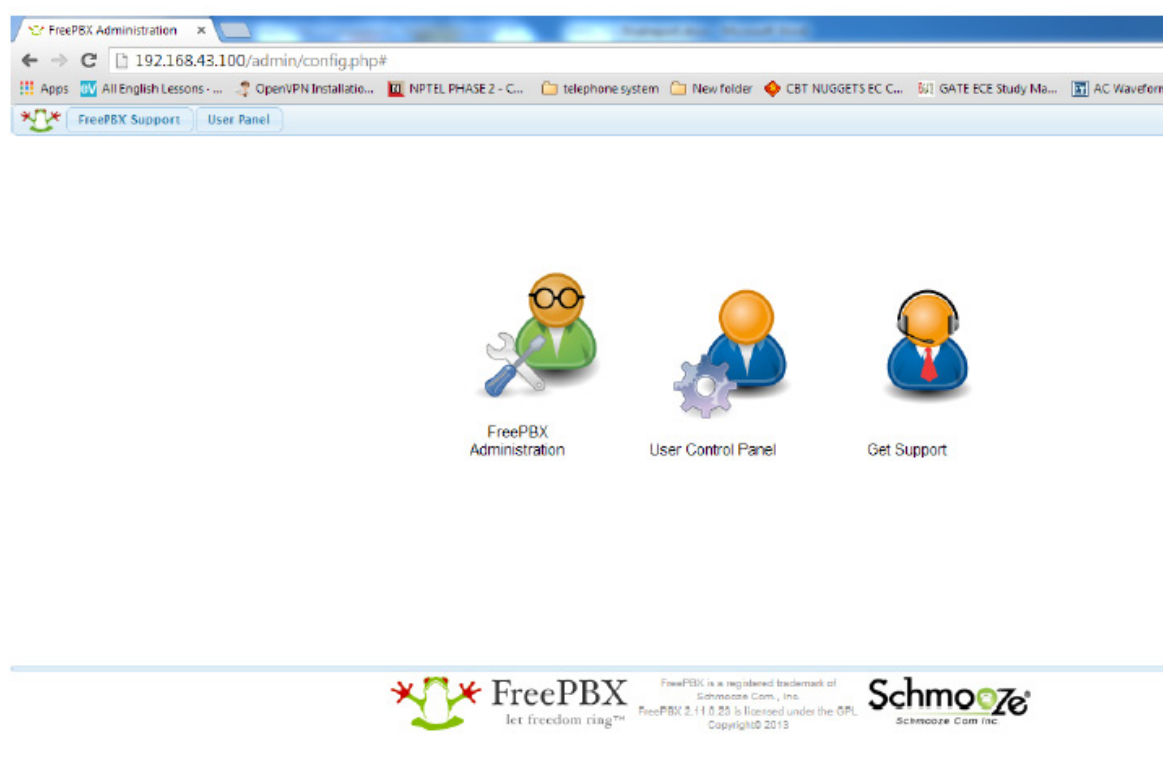 FreePBX Administration ×
192.168.43.100/admin/config.php#
Apps EV All English Lessons - ... OpenVPN Installatio... NPTEL PHASE 2 - C... telephone system New folder CBT NUGGETS EC C... GATE ECE Study Ma... AC Waveform
FreePBX Support User Panel
FreePBX
Administration
User Control Panel
Get Support
FreePBX
let freedom ring™
FreePBX is a registered trademark of
Schmooze Com., Inc.
FreePBX 2.11.0.23 is licensed under the GPL
Copyright© 2013
SchmoozE®
Schmooze Com Inc.